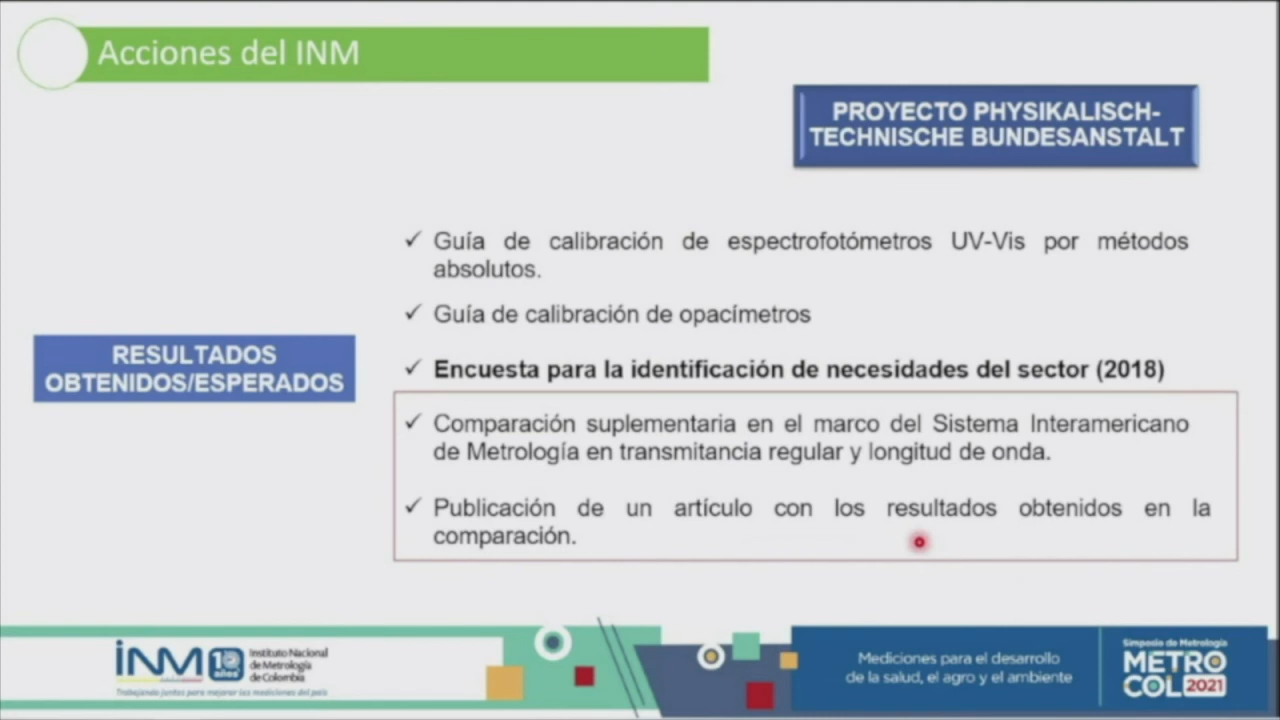 Acciones del INM
PROYECTO PHYSIKALISCH-
TECHNISCHE BUNDESANSTALT
✓ Guía de calibración de espectrofotómetros UV-Vis por métodos
absolutos.
✓ Guía de calibración de opacímetros
RESULTADOS
OBTENIDOS/ESPERADOS
✓ Encuesta para la identificación de necesidades del sector (2018)
✓ Comparación suplementaria en el marco del Sistema Interamericano
de Metrología en transmitancia regular y longitud de onda.
✓ Publicación de un artículo con los resultados obtenidos en la
comparación.
INM 10 años
Instituto Nacional
de Metrología
de Colombia
Trabajando juntos para mejorar las mediciones del país
Mediciones para el desarrollo
de la salud, el agro y el ambiente
Simposio de Metrología
METRO
COL 2021